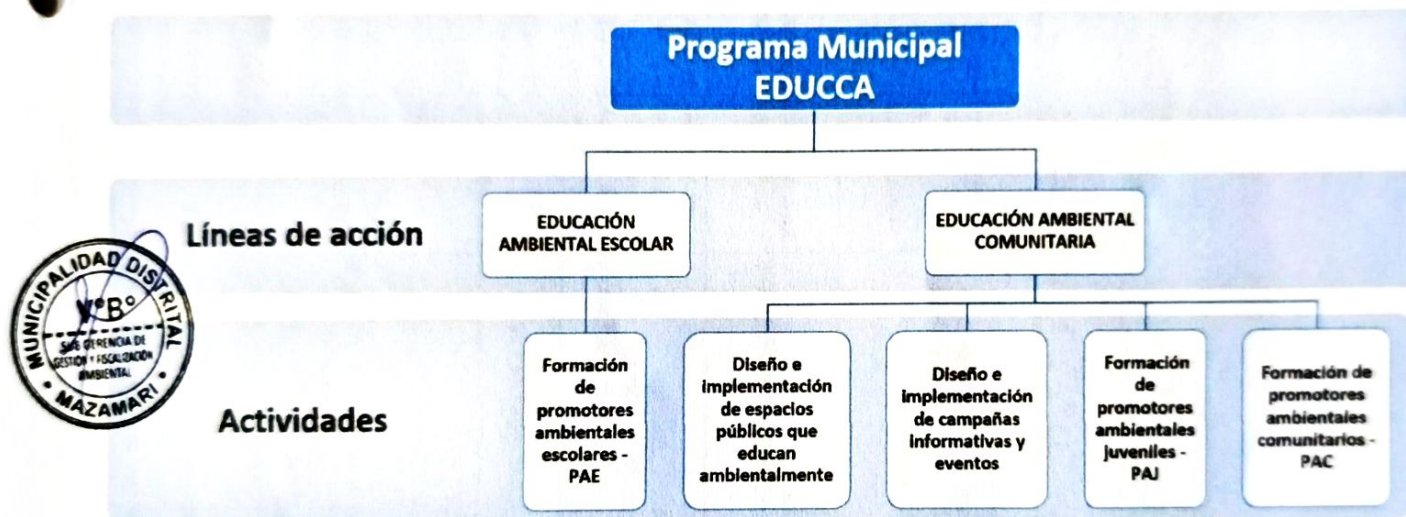 Programa Municipal
EDUCCA
Líneas de acción
EDUCACIÓN
AMBIENTAL ESCOLAR
EDUCACIÓN AMBIENTAL
COMUNITARIA
MUNICIPALIDAD DISTRITAL
V°B°
SUB GERENCIA DE
GESTIÓN Y FISCALIZACIÓN
AMBIENTAL
MAZAMARI
Actividades
Formación
de
promotores
ambientales
escolares -
PAE
Diseño e
implementación
de espacios
públicos que
educan
ambientalmente
Diseño e
implementación
de campañas
informativas y
eventos
Formación
de
promotores
ambientales
juveniles -
PAJ
Formación de
promotores
ambientales
comunitarios -
PAC